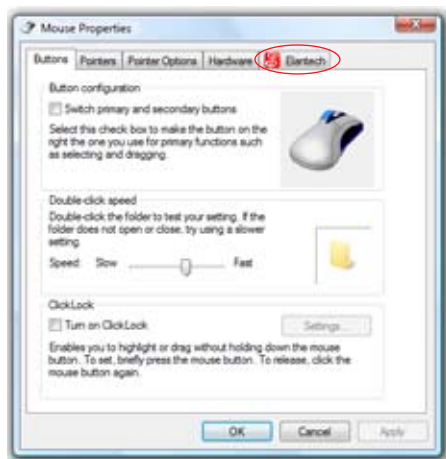 Mouse Properties
Buttons Pointers Pointer Options Hardware Elantech
Button configuration
Switch primary and secondary buttons
Select this check box to make the button on the
right the one you use for primary functions such
as selecting and dragging.
Double-click speed
Double-click the folder to test your setting. If the
folder does not open or close, try using a slower
setting.
Speed: Slow Fast
ClickLock
Turn on ClickLock Settings...
Enables you to highlight or drag without holding down the mouse
button. To set, briefly press the mouse button. To release, click the
mouse button again.
OK Cancel Apply